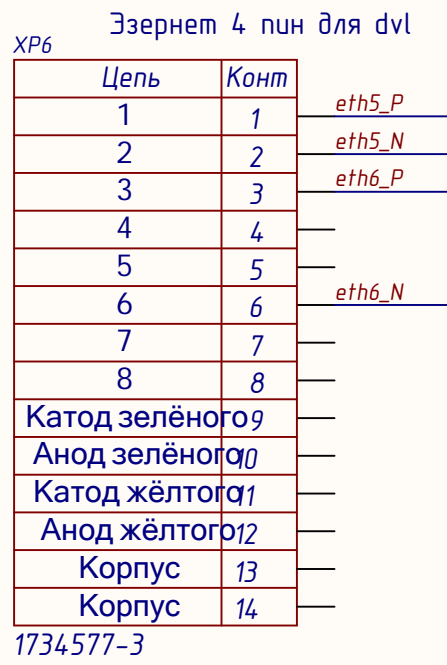 Эзернет 4 пин для dvl
XP6
Цепь Конт
1 1 eth5_P
2 2 eth5_N
3 3 eth6_P
4 4
5 5
6 6 eth6_N
7 7
8 8
Катод зелёного 9
Анод зелёного 10
Катод жёлтого 11
Анод жёлтого 12
Корпус 13
Корпус 14
1734577-3